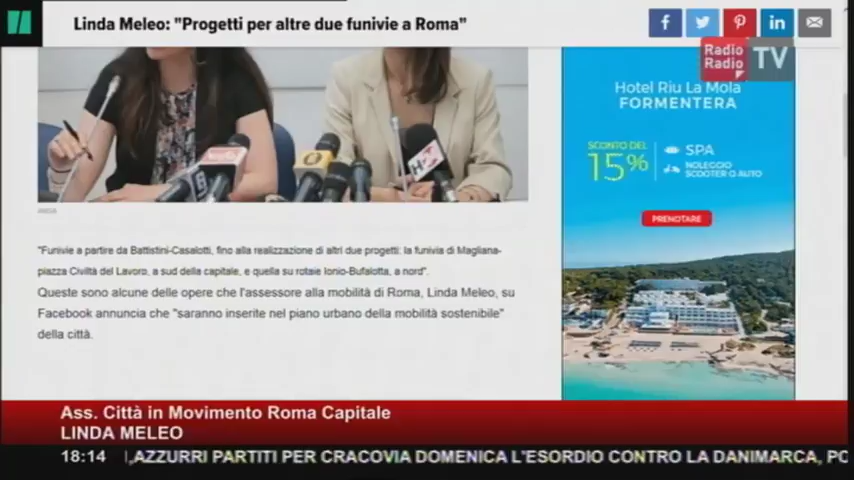 Linda Meleo: "Progetti per altre due funivie a Roma"
Radio
Radio
TV
Hotel Riu La Mola
FORMENTERA
SCONTO DEL
15%
SPA
NOLEGGIO
SCOOTER O AUTO
PRENOTARE
ANSA
"Funivie a partire da Battistini-Casalotti, fino alla realizzazione di altri due progetti: la funivia di Magliana-
piazza Civiltà del Lavoro, a sud della capitale, e quella su rotaie Ionio-Bufalotta, a nord".
Queste sono alcune delle opere che l'assessore alla mobilità di Roma, Linda Meleo, su
Facebook annuncia che "saranno inserite nel piano urbano della mobilità sostenibile"
della città.
Ass. Città in Movimento Roma Capitale
LINDA MELEO
18:14 I,AZZURRI PARTITI PER CRACOVIA DOMENICA L'ESORDIO CONTRO LA DANIMARCA, PO